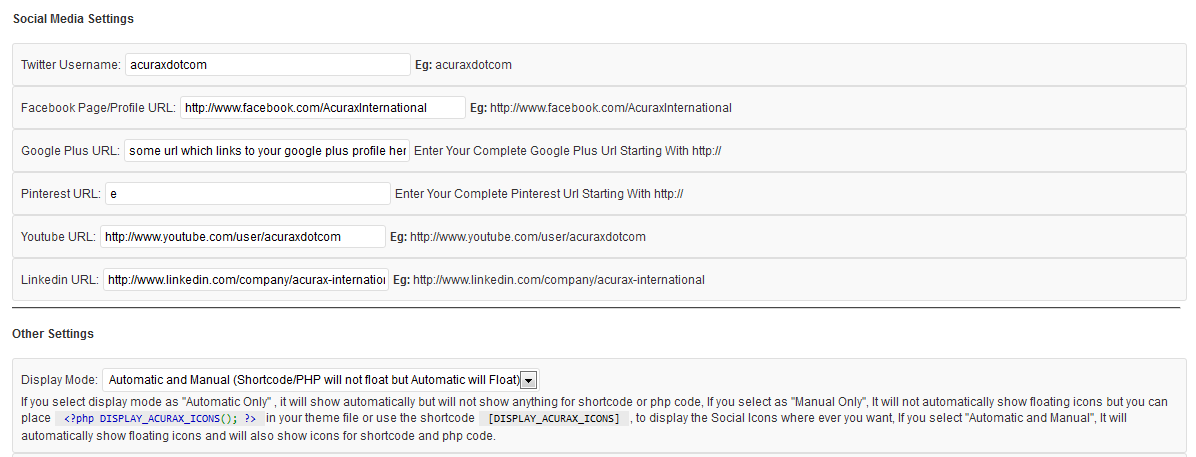 Social Media Settings
Twitter Username: acuraxdotcom Eg: acuraxdotcom
Facebook Page/Profile URL: http://www.facebook.com/AcuraxInternational Eg: http://www.facebook.com/AcuraxInternational
Google Plus URL: some url which links to your google plus profile her Enter Your Complete Google Plus Url Starting With http://
Pinterest URL: e Enter Your Complete Pinterest Url Starting With http://
Youtube URL: http://www.youtube.com/user/acuraxdotcom Eg: http://www.youtube.com/user/acuraxdotcom
Linkedin URL: http://www.linkedin.com/company/acurax-internation Eg: http://www.linkedin.com/company/acurax-international
Other Settings
Display Mode: Automatic and Manual (Shortcode/PHP will not float but Automatic will Float)
If you select display mode as "Automatic Only" , it will show automatically but will not show anything for shortcode or php code, If you select as "Manual Only", It will not automatically show floating icons but you can
place <?php DISPLAY_ACURAX_ICONS(); ?> in your theme file or use the shortcode [DISPLAY_ACURAX_ICONS] , to display the Social Icons where ever you want, If you select "Automatic and Manual", It will
automatically show floating icons and will also show icons for shortcode and php code.